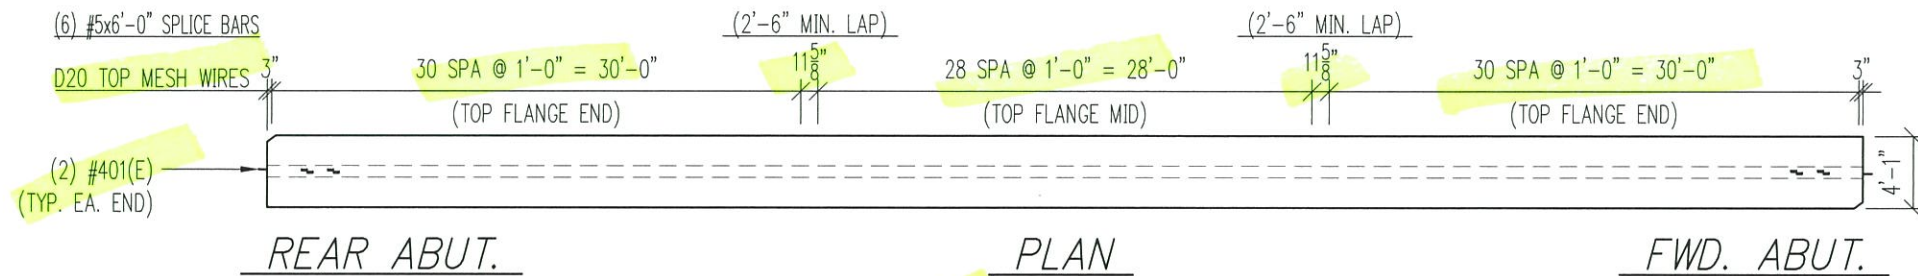 (6) #5x6'-0" SPLICE BARS
(2'-6" MIN. LAP)
(2'-6" MIN. LAP)
D20 TOP MESH WIRES
3"
30 SPA @ 1'-0" = 30'-0"
11 5/8"
28 SPA @ 1'-0" = 28'-0"
11 5/8"
30 SPA @ 1'-0" = 30'-0"
3"
(TOP FLANGE END)
(TOP FLANGE MID)
(TOP FLANGE END)
(2) #401(E)
(TYP. EA. END)
4'-1"
REAR ABUT.
PLAN
FWD. ABUT.